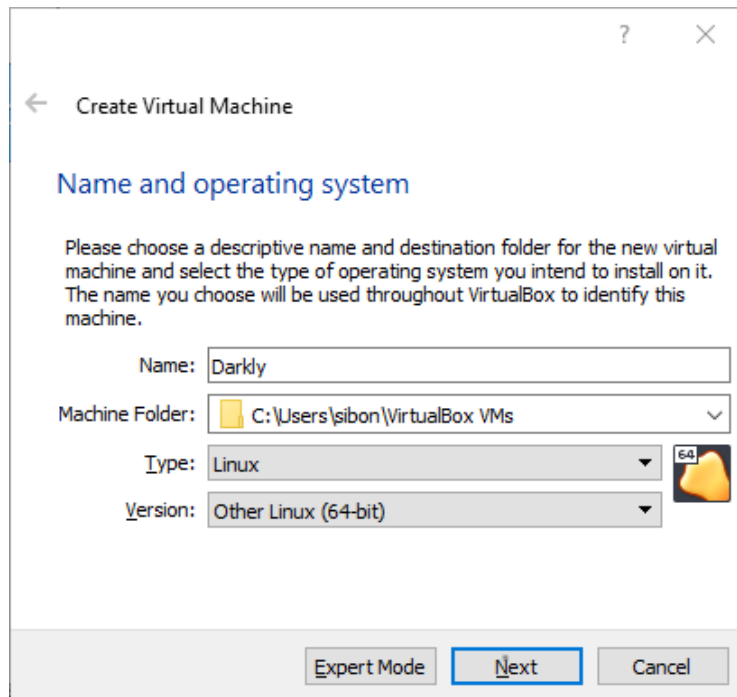 ?
Create Virtual Machine
Name and operating system
Please choose a descriptive name and destination folder for the new virtual
machine and select the type of operating system you intend to install on it.
The name you choose will be used throughout VirtualBox to identify this
machine.
Name: Darkly
Machine Folder: C:\Users\sibon\VirtualBox VMs
Type: Linux
64
Version: Other Linux (64-bit)
Expert Mode Next Cancel